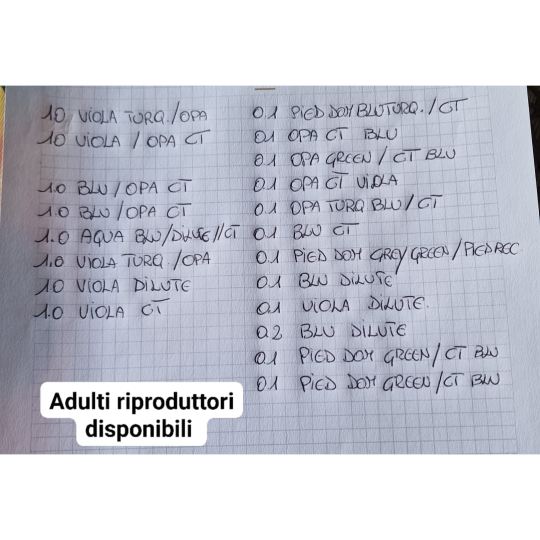 1.0 VIOLA TURQ./OPA
1.0 VIOLA / OPA CT
1.0 BLU/OPA CT
1.0 BLU/OPA CT
1.0 AQUA BLU/DILUTE//CT
1.0 VIOLA TURQ/OPA
1.0 VIOLA DILUTE
1.0 VIOLA CT
0.1 PIED DOM BLUTURQ./CT
0.1 OPA CT BLU
0.1 OPA GREEN / CT BLU
0.1 OPA CT VIOLA
0.1 OPA TURQ BLU/CT
0.1 BLU CT
0.1 PIED DOM GREY GREEN/PIED REC
0.1 BLU DILUTE
0.1 VIOLA DILUTE.
0.2 BLU DILUTE
0.1 PIED DOM GREEN/CT BLU
0.1 PIED DOM GREEN/CT BLU
Adulti riproduttori
disponibili